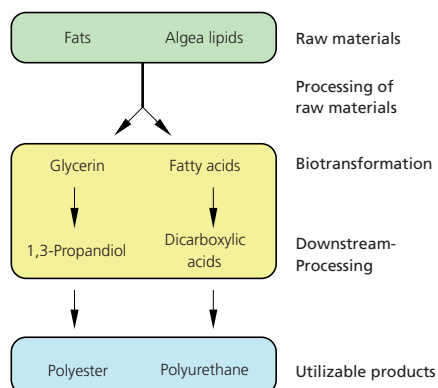 Fats Algea lipids Raw materials
Processing of
raw materials
Glycerin Fatty acids Biotransformation
1,3-Propandiol Dicarboxylic
acids
Downstream-
Processing
Polyester Polyurethane Utilizable products